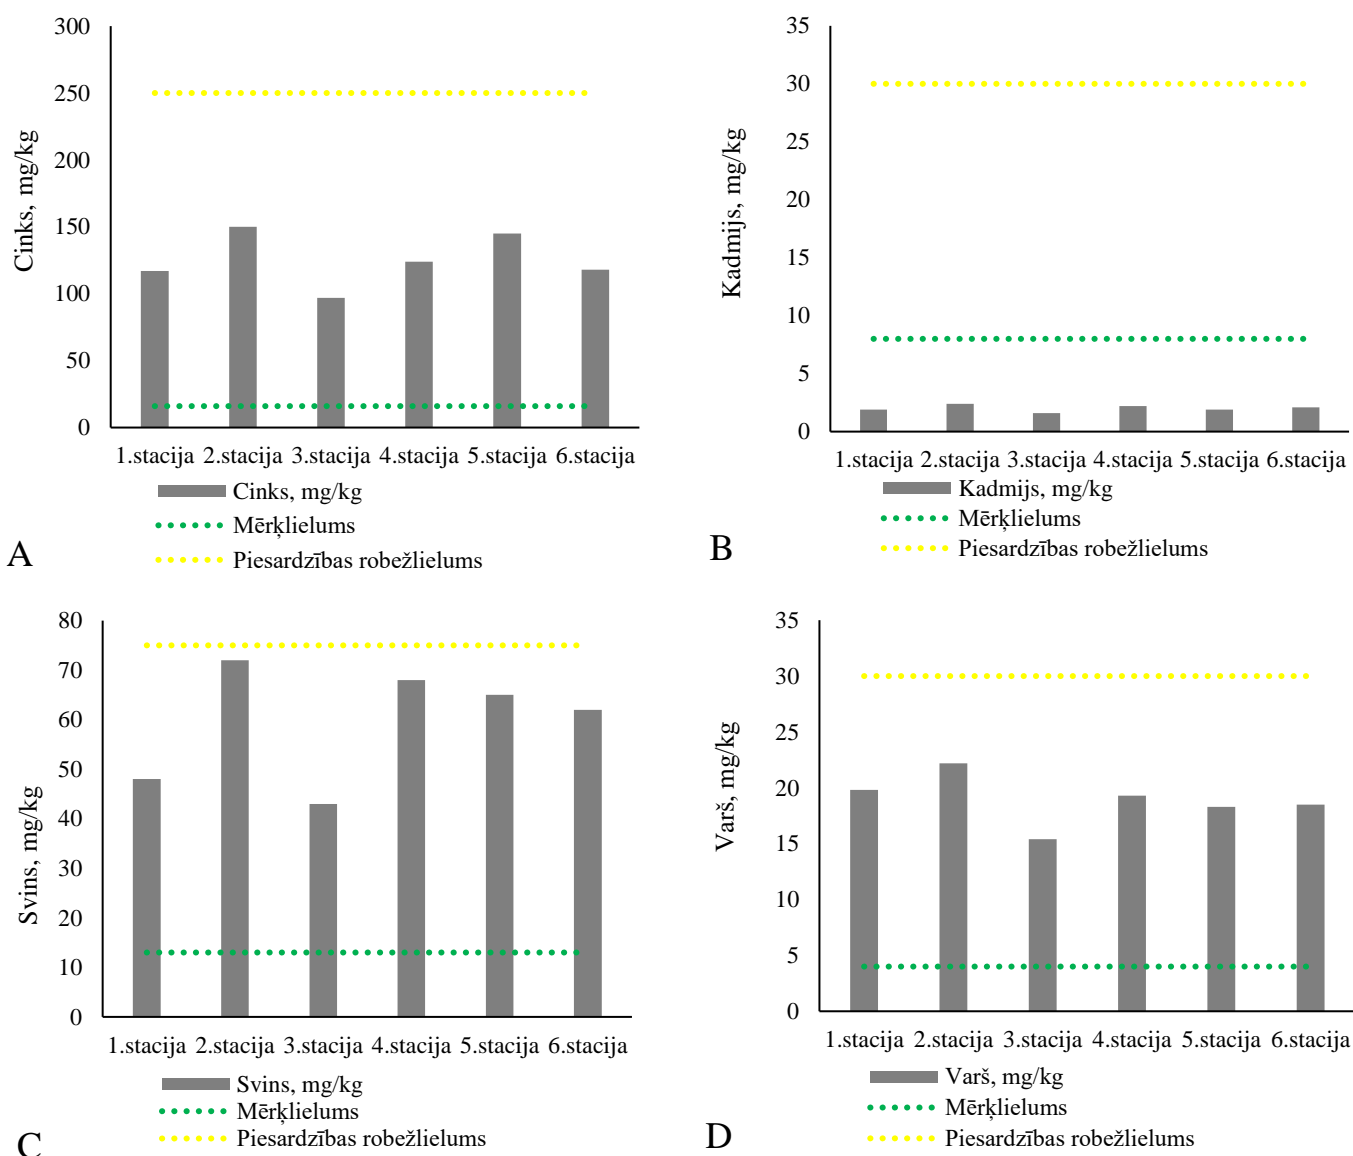 300
250
200
150
100
50
0
Cinks, mg/kg
1.stacija 2.stacija 3.stacija 4.stacija 5.stacija 6.stacija
Cinks, mg/kg
Mērķlielums
Piesardzības robežlielums
A
35
30
25
20
15
10
5
0
Kadmijs, mg/kg
1.stacija 2.stacija 3.stacija 4.stacija 5.stacija 6.stacija
Kadmijs, mg/kg
Mērķlielums
Piesardzības robežlielums
B
80
70
60
50
40
30
20
10
0
Svins, mg/kg
1.stacija 2.stacija 3.stacija 4.stacija 5.stacija 6.stacija
Svins, mg/kg
Mērķlielums
Piesardzības robežlielums
C
35
30
25
20
15
10
5
0
Varš, mg/kg
1.stacija 2.stacija 3.stacija 4.stacija 5.stacija 6.stacija
Varš, mg/kg
Mērķlielums
Piesardzības robežlielums
D